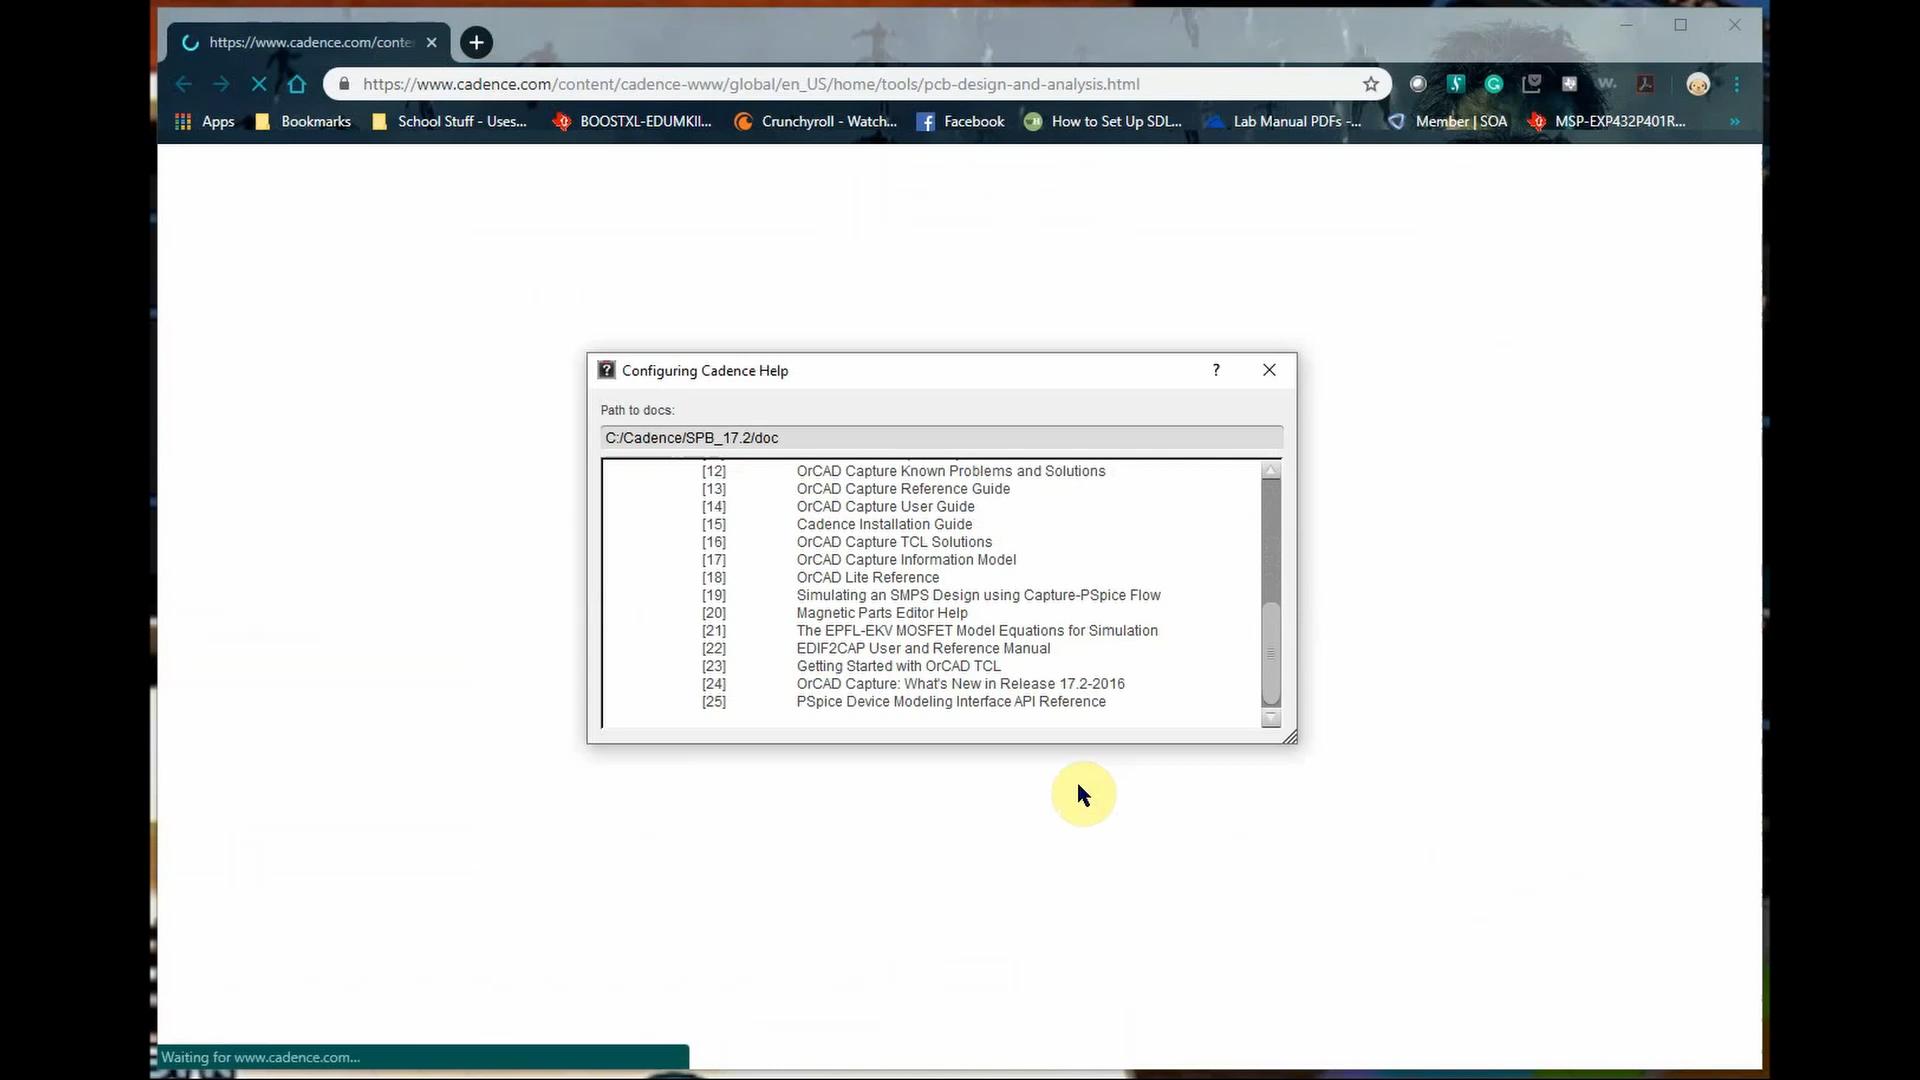 https://www.cadence.com/conte
https://www.cadence.com/content/cadence-www/global/en_US/home/tools/pcb-design-and-analysis.html
Apps Bookmarks School Stuff - Uses... BOOSTXL-EDUMKII... Crunchyroll - Watch... Facebook How to Set Up SDL... Lab Manual PDFs -... Member | SOA MSP-EXP432P401R... »
Configuring Cadence Help ?
Path to docs:
C:/Cadence/SPB_17.2/doc
[12] OrCAD Capture Known Problems and Solutions
[13] OrCAD Capture Reference Guide
[14] OrCAD Capture User Guide
[15] Cadence Installation Guide
[16] OrCAD Capture TCL Solutions
[17] OrCAD Capture Information Model
[18] OrCAD Lite Reference
[19] Simulating an SMPS Design using Capture-PSpice Flow
[20] Magnetic Parts Editor Help
[21] The EPFL-EKV MOSFET Model Equations for Simulation
[22] EDIF2CAP User and Reference Manual
[23] Getting Started with OrCAD TCL
[24] OrCAD Capture: What's New in Release 17.2-2016
[25] PSpice Device Modeling Interface API Reference
Waiting for www.cadence.com...